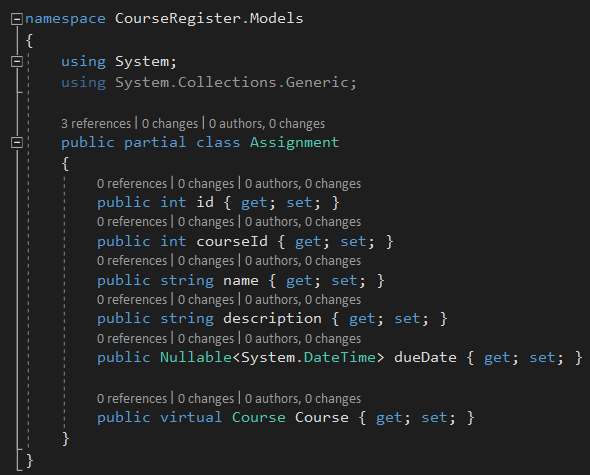 namespace CourseRegister.Models
{
using System;
using System.Collections.Generic;
3 references | 0 changes | 0 authors, 0 changes
public partial class Assignment
{
0 references | 0 changes | 0 authors, 0 changes
public int id { get; set; }
0 references | 0 changes | 0 authors, 0 changes
public int courseId { get; set; }
0 references | 0 changes | 0 authors, 0 changes
public string name { get; set; }
0 references | 0 changes | 0 authors, 0 changes
public string description { get; set; }
0 references | 0 changes | 0 authors, 0 changes
public Nullable<System.DateTime> dueDate { get; set; }
0 references | 0 changes | 0 authors, 0 changes
public virtual Course Course { get; set; }
}
}